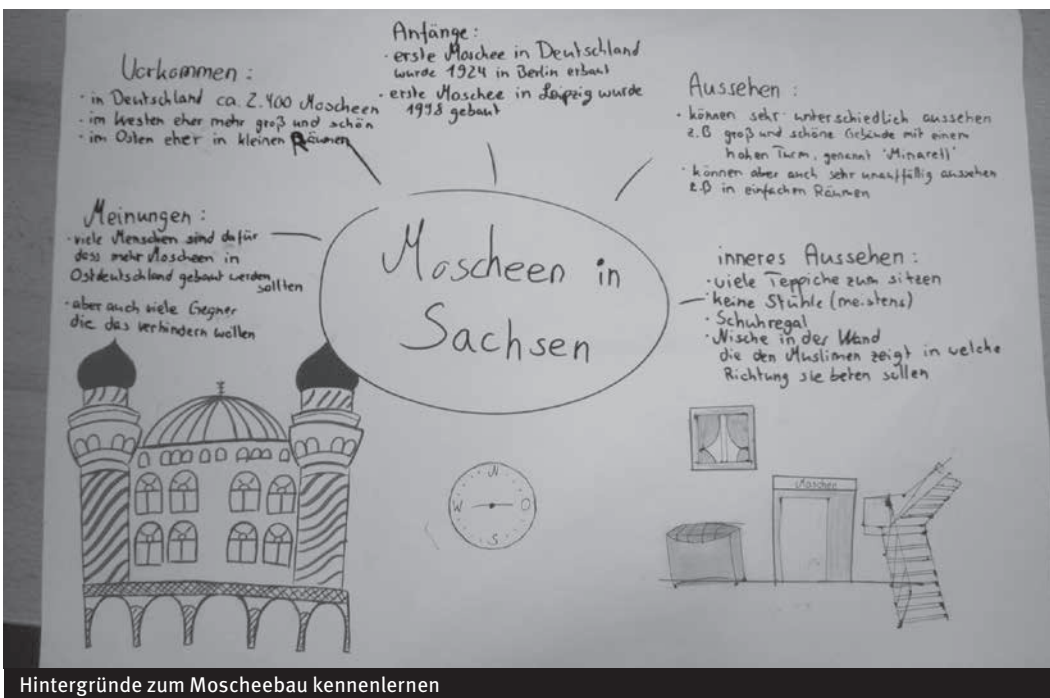 Vorkommen :
· in Deutschland ca. 2.400 Moscheen
· im Westen eher mehr groß und schön
· im Osten eher in kleinen Räumen
Anfänge :
· erste Moschee in Deutschland
wurde 1924 in Berlin erbaut
· erste Moschee in Leipzig wurde
1998 gebaut
Aussehen :
· können sehr unterschiedlich aussehen
z.B groß und schöne Gebäude mit einem
hohen Turm, genannt "Minarett"
· können aber auch sehr unauffällig aussehen
z.B in einfachen Räumen
Meinungen :
· viele Menschen sind dafür
dass mehr Moscheen in
Ostdeutschland gebaut werden
sollten
· aber auch viele Gegner
die das verhindern wollen
Moscheen in
Sachsen
inneres Aussehen :
· viele Teppiche zum sitzen
· keine Stühle (meistens)
· Schuhregal
· Nische in der Wand
die den Muslimen zeigt in welche
Richtung sie beten sollen
N
W O
S
Moschee
Hintergründe zum Moscheebau kennenlernen